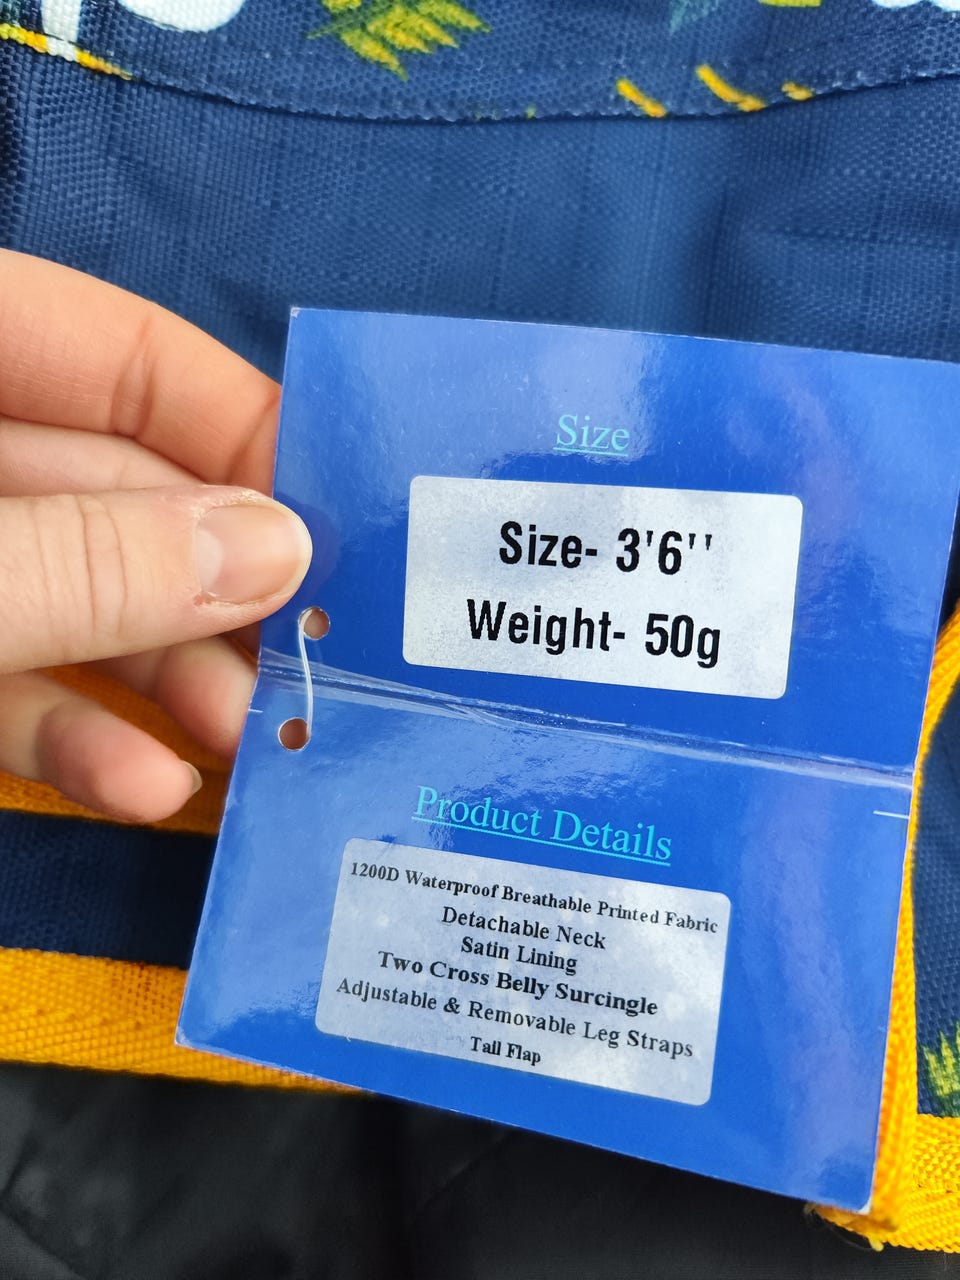 Size
Size- 3'6''
Weight- 50g
Product Details
1200D Waterproof Breathable Printed Fabric
Detachable Neck
Satin Lining
Two Cross Belly Surcingle
Adjustable & Removable Leg Straps
Tail Flap